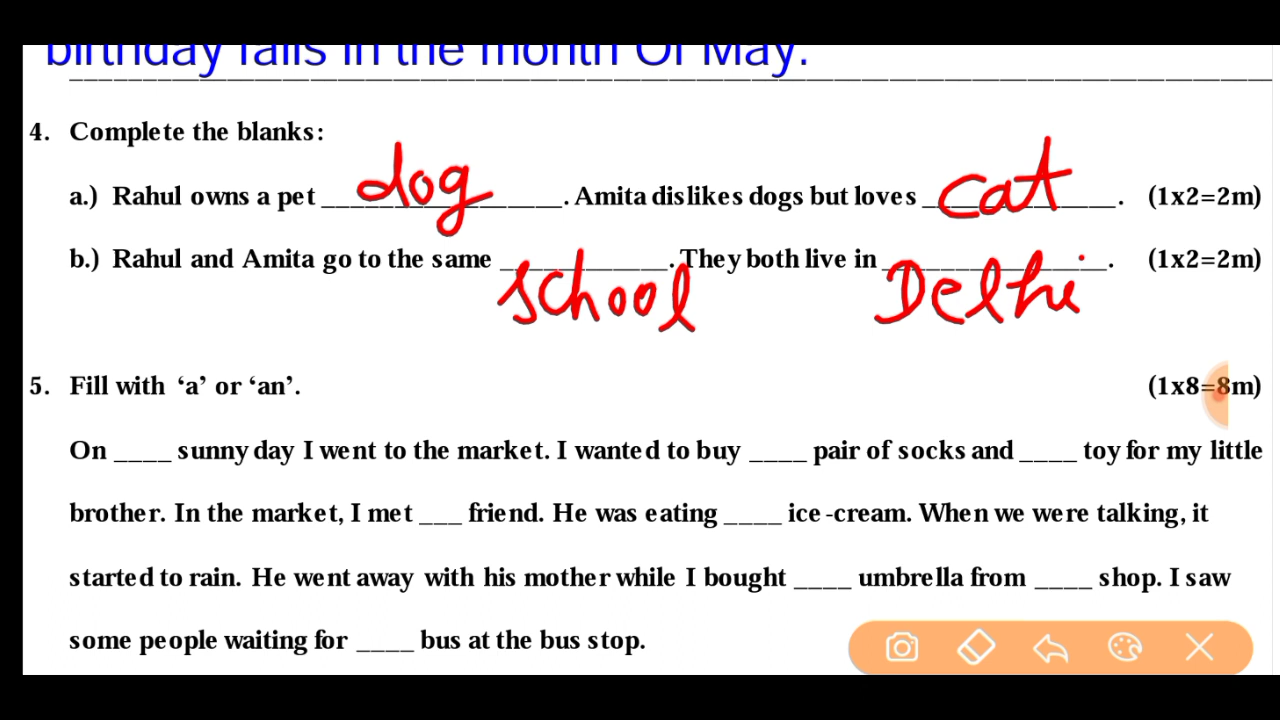 birthday falls in the month Of May.
4. Complete the blanks:
a.) Rahul owns a pet dog. Amita dislikes dogs but loves cat. (1x2=2m)
b.) Rahul and Amita go to the same school. They both live in Delhi. (1x2=2m)
5. Fill with ‘a’ or ‘an’. (1x8=8m)
On ____ sunny day I went to the market. I wanted to buy ____ pair of socks and ____ toy for my little
brother. In the market, I met ___ friend. He was eating ____ ice-cream. When we were talking, it
started to rain. He went away with his mother while I bought ____ umbrella from ____ shop. I saw
some people waiting for ____ bus at the bus stop.